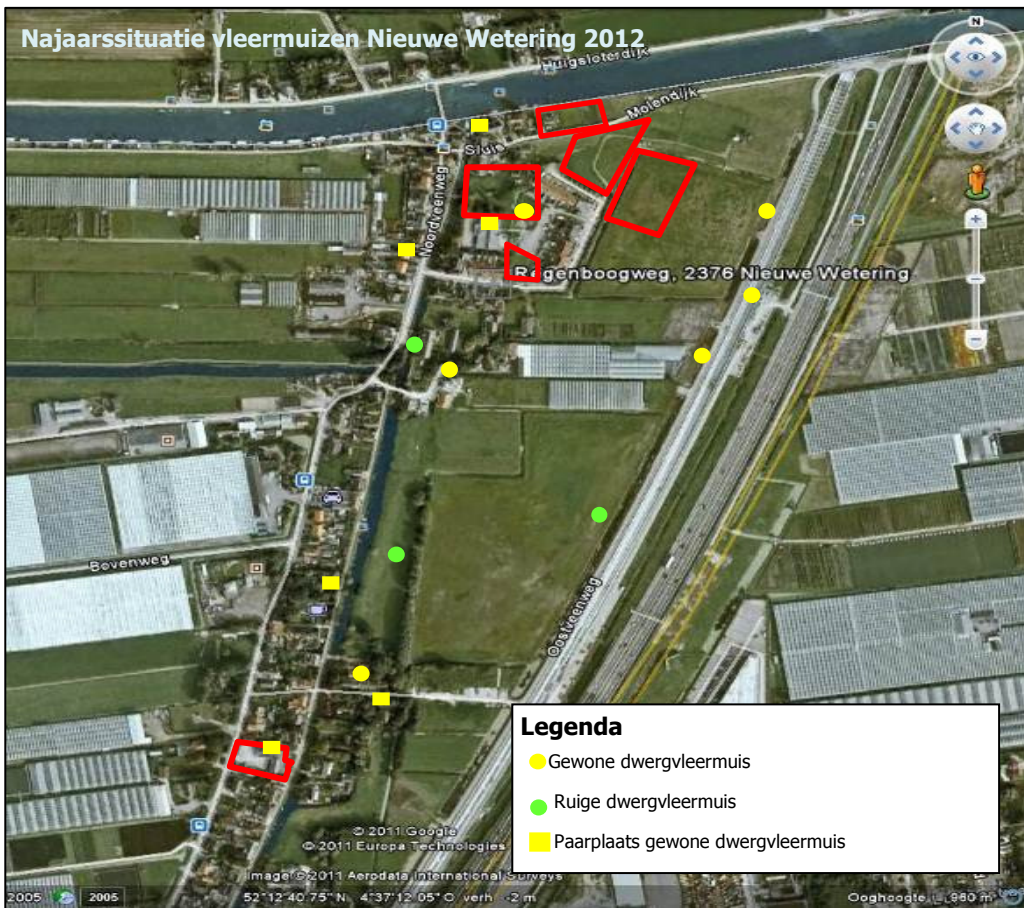 Najaarssituatie vleermuizen Nieuwe Wetering 2012
N
Huigsloterdijk
Molendijk
Sluis
Noordveenweg
Regenboogweg, 2376 Nieuwe Wetering
Bovenweg
Oostveenweg
Legenda
Gewone dwergvleermuis
Ruige dwergvleermuis
Paarplaats gewone dwergvleermuis
© 2011 Google
© 2011 Europa Technologies
Image © 2011 Aerodata International Surveys
2005
2005
52°12'40.75" N 4°37'12.05" O verh -2 m
Ooghoogte 960 m